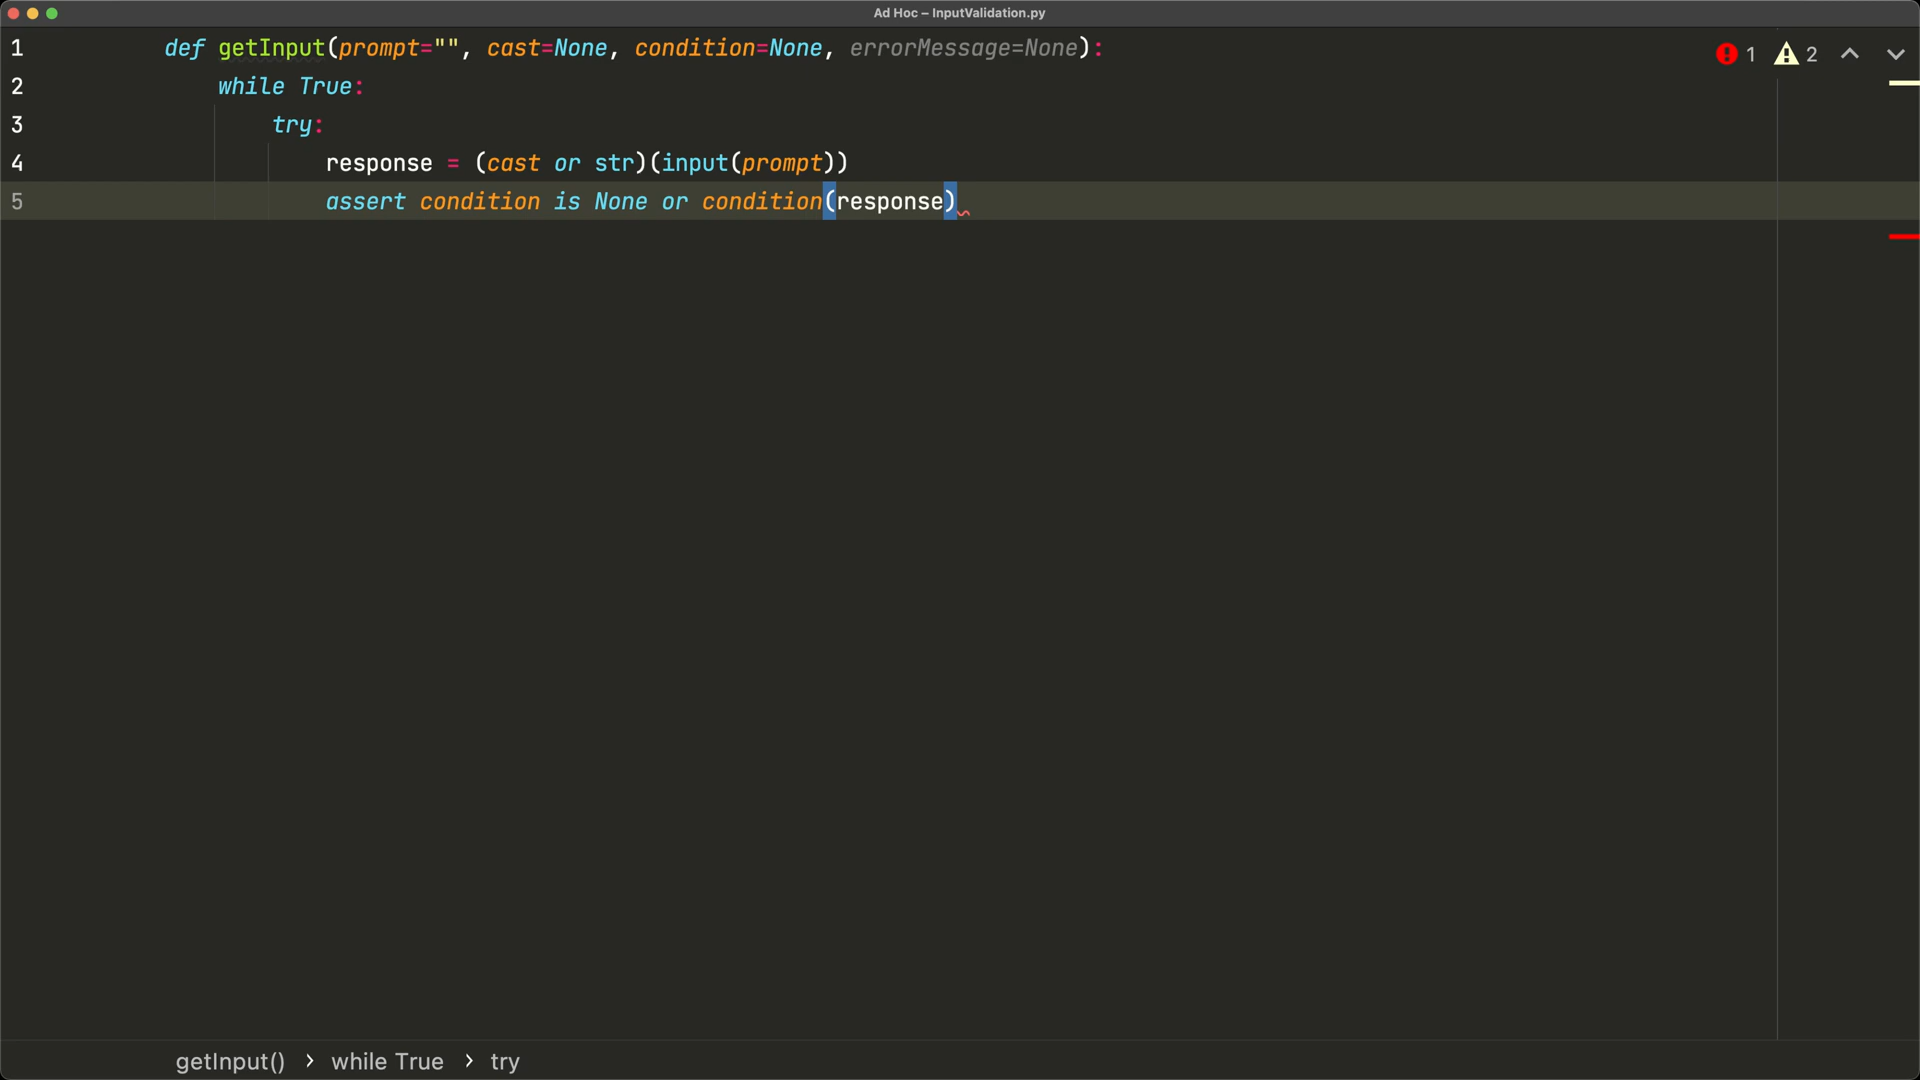 Ad Hoc – InputValidation.py
1 def getInput(prompt="", cast=None, condition=None, errorMessage=None):
1 2
2 while True:
3 try:
4 response = (cast or str)(input(prompt))
5 assert condition is None or condition(response)
getInput() › while True › try